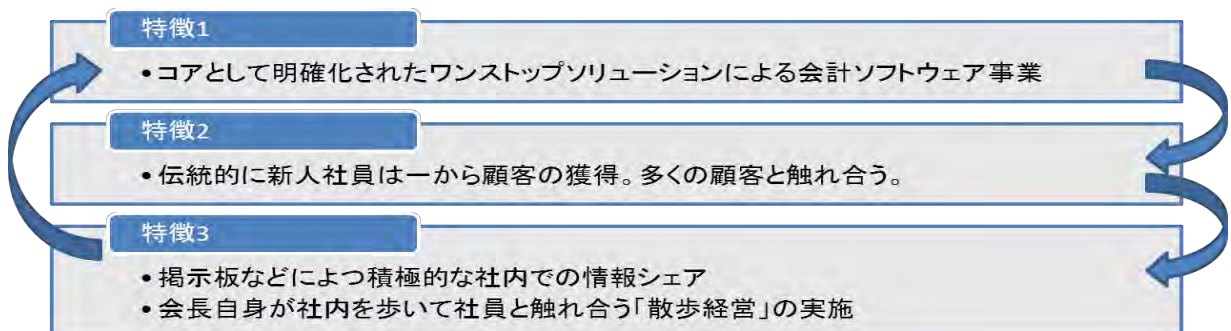 特徴1
•コアとして明確化されたワンストップソリューションによる会計ソフトウェア事業
特徴2
•伝統的に新人社員は一から顧客の獲得。多くの顧客と触れ合う。
特徴3
•掲示板などによつ積極的な社内での情報シェア
•会長自身が社内を歩いて社員と触れ合う「散歩経営」の実施